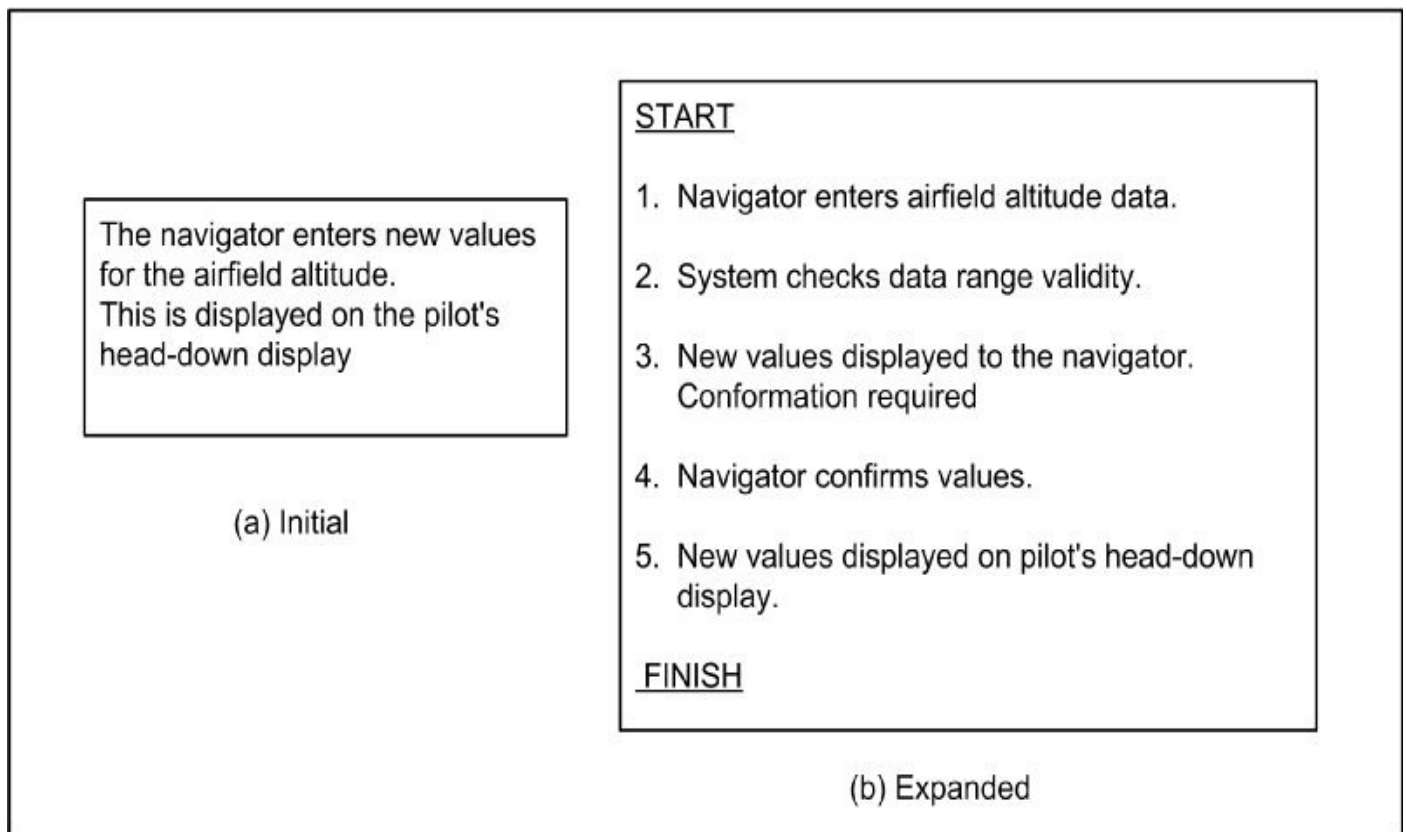 The navigator enters new values
for the airfield altitude.
This is displayed on the pilot's
head-down display
(a) Initial
START
1. Navigator enters airfield altitude data.
2. System checks data range validity.
3. New values displayed to the navigator.
Conformation required
4. Navigator confirms values.
5. New values displayed on pilot's head-down
display.
FINISH
(b) Expanded